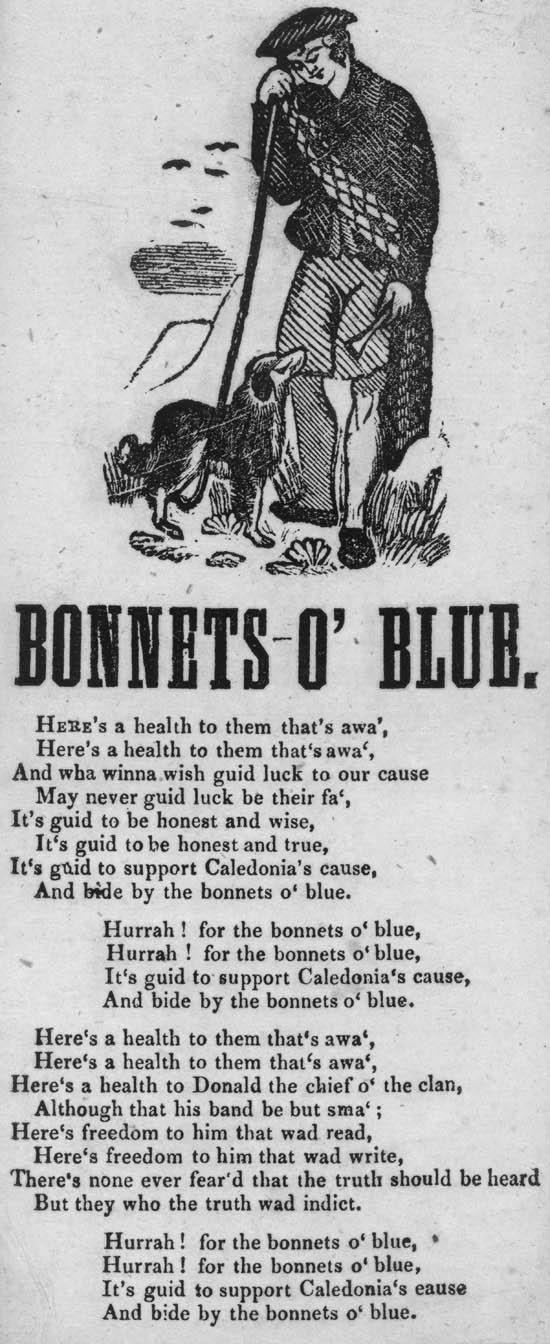 BONNETS O' BLUE.
HERE's a health to them that's awa',
Here's a health to them that's awa‘,
And wha winna wish guid luck to our cause
May never guid luck be their fa‘,
It's guid to be honest and wise,
It‘s guid to be honest and true,
It‘s guid to support Caledonia's cause,
And bide by the bonnets o‘ blue.
Hurrah ! for the bonnets o‘ blue,
Hurrah ! for the bonnets o‘ blue,
It‘s guid to support Caledonia‘s cause,
And bide by the bonnets o‘ blue.
Here‘s a health to them that‘s awa‘,
Here‘s a health to them that‘s awa‘,
Here‘s a health to Donald the chief o‘ the clan,
Although that his band be but sma‘ ;
Here‘s freedom to him that wad read,
Here‘s freedom to him that wad write,
There‘s none ever fear‘d that the truth should be heard
But they who the truth wad indict.
Hurrah ! for the bonnets o‘ blue,
Hurrah ! for the bonnets o‘ blue,
It's guid to support Caledonia‘s eause
And bide by the bonnets o‘ blue.